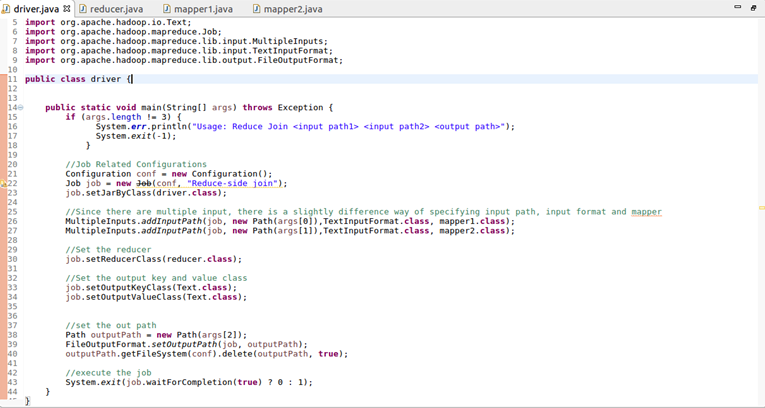 driver.java reducer.java mapper1.java mapper2.java
5 import org.apache.hadoop.io.Text;
6 import org.apache.hadoop.mapreduce.Job;
7 import org.apache.hadoop.mapreduce.lib.input.MultipleInputs;
8 import org.apache.hadoop.mapreduce.lib.input.TextInputFormat;
9 import org.apache.hadoop.mapreduce.lib.output.FileOutputFormat;
10
11 public class driver {
12
13
14 public static void main(String[] args) throws Exception {
15 if (args.length != 3) {
16 System.err.println("Usage: Reduce Join <input path1> <input path2> <output path>");
17 System.exit(-1);
18 }
19
20 //Job Related Configurations
21 Configuration conf = new Configuration();
22 Job job = new Job(conf, "Reduce-side join");
23 job.setJarByClass(driver.class);
24
25 //Since there are multiple input, there is a slightly difference way of specifying input path, input format and mapper
26 MultipleInputs.addInputPath(job, new Path(args[0]),TextInputFormat.class, mapper1.class);
27 MultipleInputs.addInputPath(job, new Path(args[1]),TextInputFormat.class, mapper2.class);
28
29 //Set the reducer
30 job.setReducerClass(reducer.class);
31
32 //Set the output key and value class
33 job.setOutputKeyClass(Text.class);
34 job.setOutputValueClass(Text.class);
35
36
37 //set the out path
38 Path outputPath = new Path(args[2]);
39 FileOutputFormat.setOutputPath(job, outputPath);
40 outputPath.getFileSystem(conf).delete(outputPath, true);
41
42 //execute the job
43 System.exit(job.waitForCompletion(true) ? 0 : 1);
44 }
}